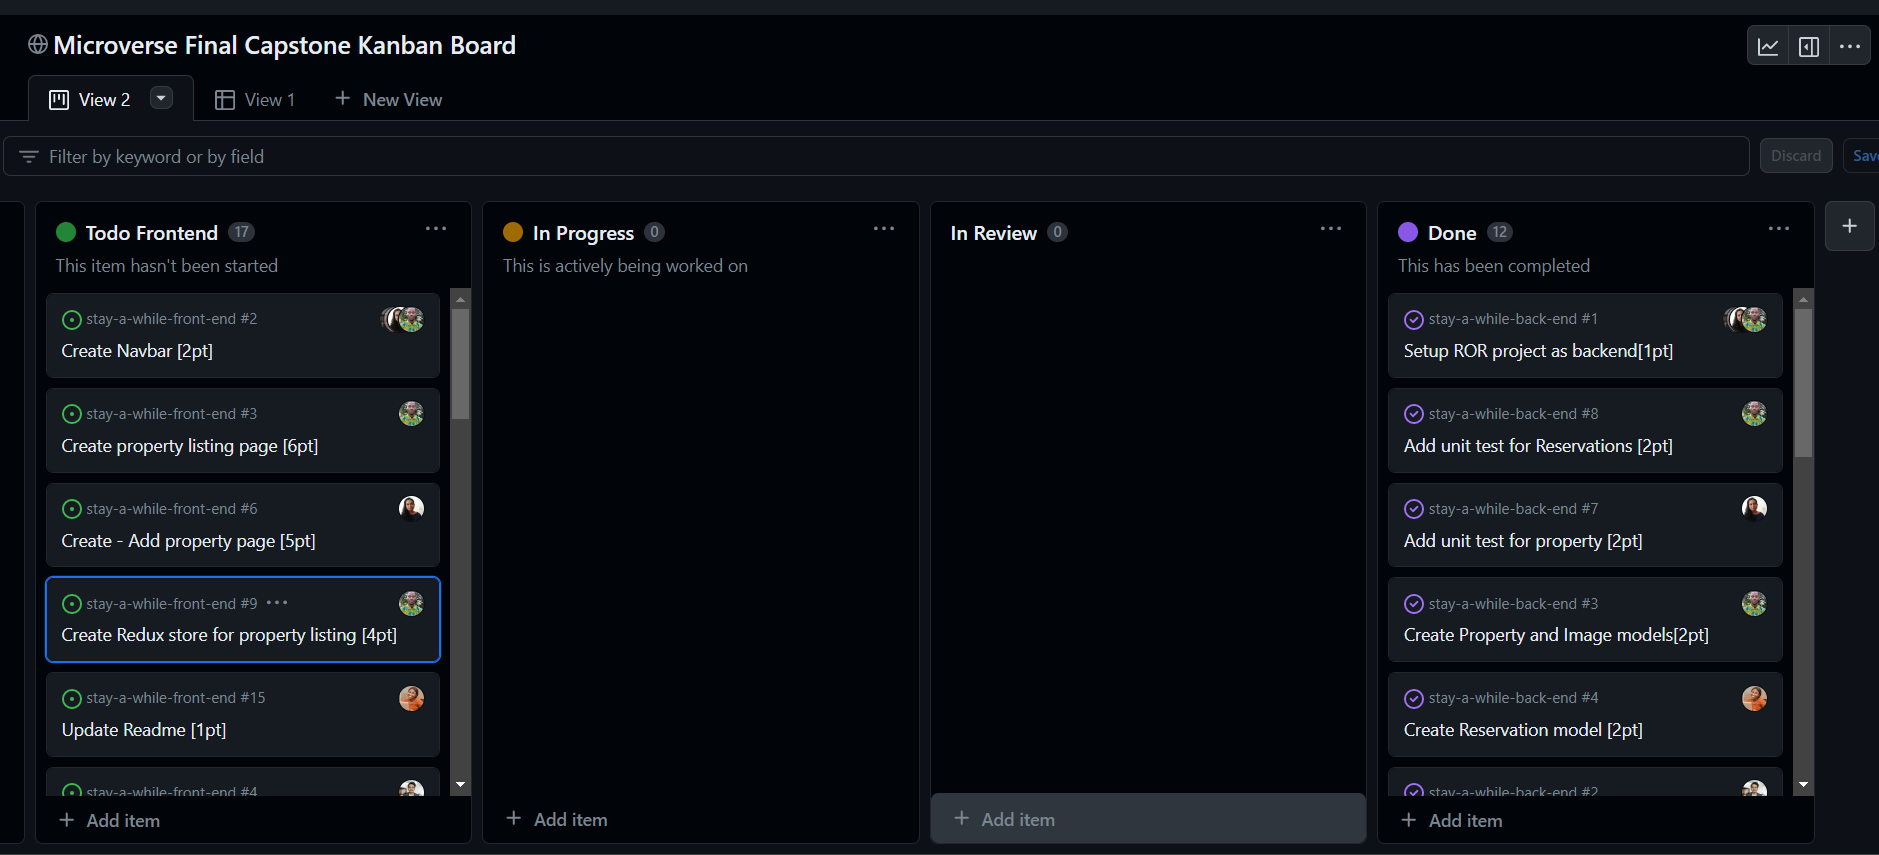 Microverse Final Capstone Kanban Board
View 2
View 1
New View
Filter by keyword or by field
Discard
Sav
Todo Frontend 17
This item hasn't been started
stay-a-while-front-end #2
Create Navbar [2pt]
stay-a-while-front-end #3
Create property listing page [6pt]
stay-a-while-front-end #6
Create - Add property page [5pt]
stay-a-while-front-end #9
Create Redux store for property listing [4pt]
stay-a-while-front-end #15
Update Readme [1pt]
stay-a-while-front-end #4
Add item
In Progress 0
This is actively being worked on
Add item
In Review 0
Add item
Done 12
This has been completed
stay-a-while-back-end #1
Setup ROR project as backend[1pt]
stay-a-while-back-end #8
Add unit test for Reservations [2pt]
stay-a-while-back-end #7
Add unit test for property [2pt]
stay-a-while-back-end #3
Create Property and Image models[2pt]
stay-a-while-back-end #4
Create Reservation model [2pt]
stay-a-while-back-end #2
Add item